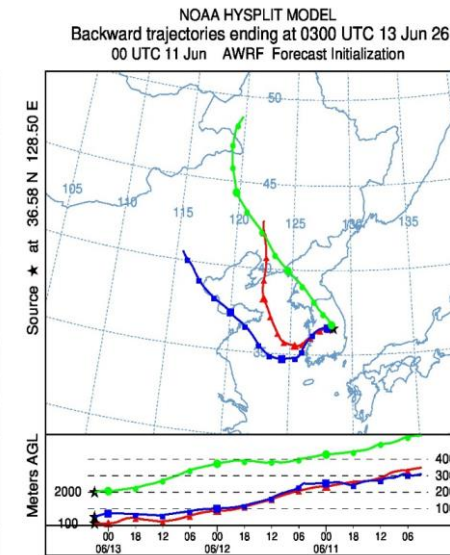 NOAA HYSPLIT MODEL
Backward trajectories ending at 0300 UTC 13 Jun 26
00 UTC 11 Jun AWRF Forecast Initialization
Source ★ at 36.58 N 128.50 E
50
105
110
115
120
125
130
135
45
Meters AGL
2000
100
400
300
200
100
00 18 12 06 00 18 12 06 00 18 12 06
06/13 06/12 06/11